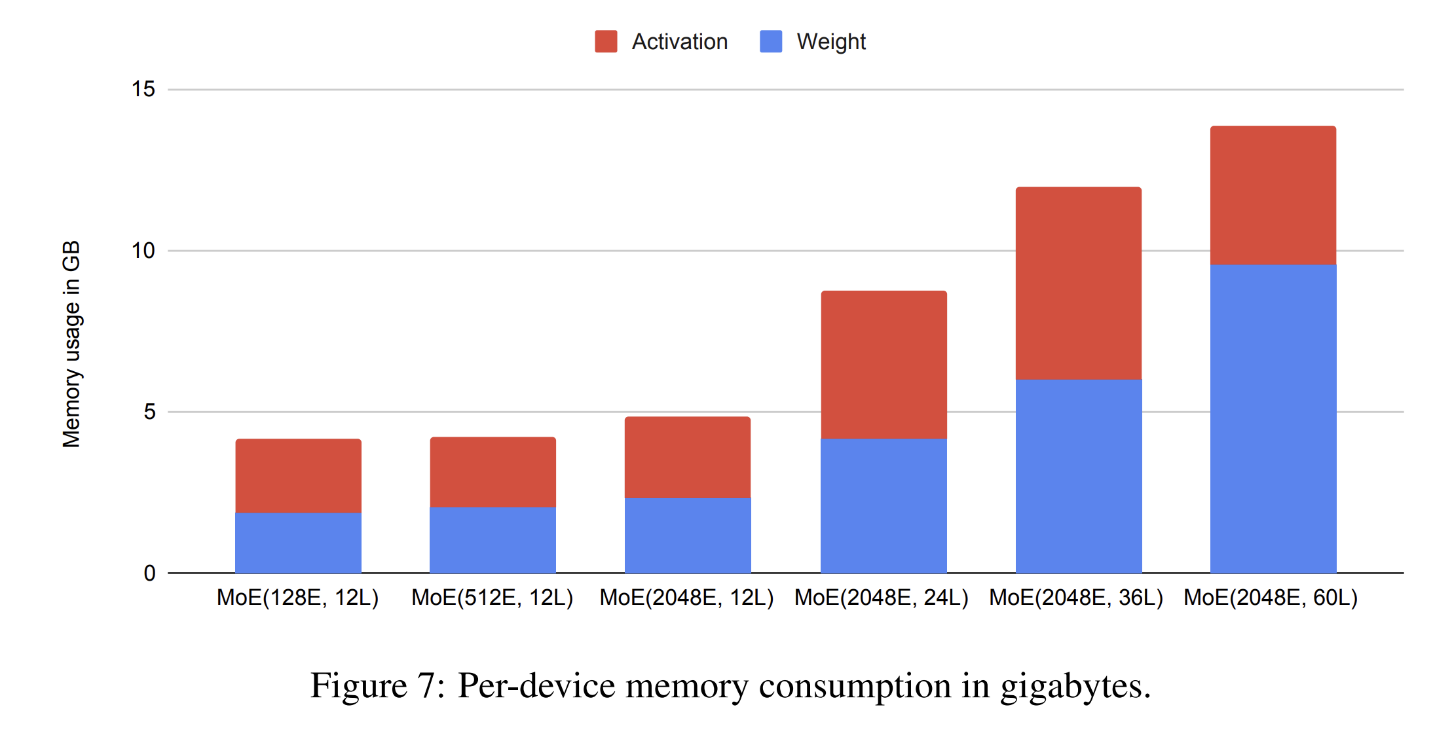 Activation Weight
15
10
5
0
Memory usage in GB
MoE(128E, 12L) MoE(512E, 12L) MoE(2048E, 12L) MoE(2048E, 24L) MoE(2048E, 36L) MoE(2048E, 60L)
Figure 7: Per-device memory consumption in gigabytes.